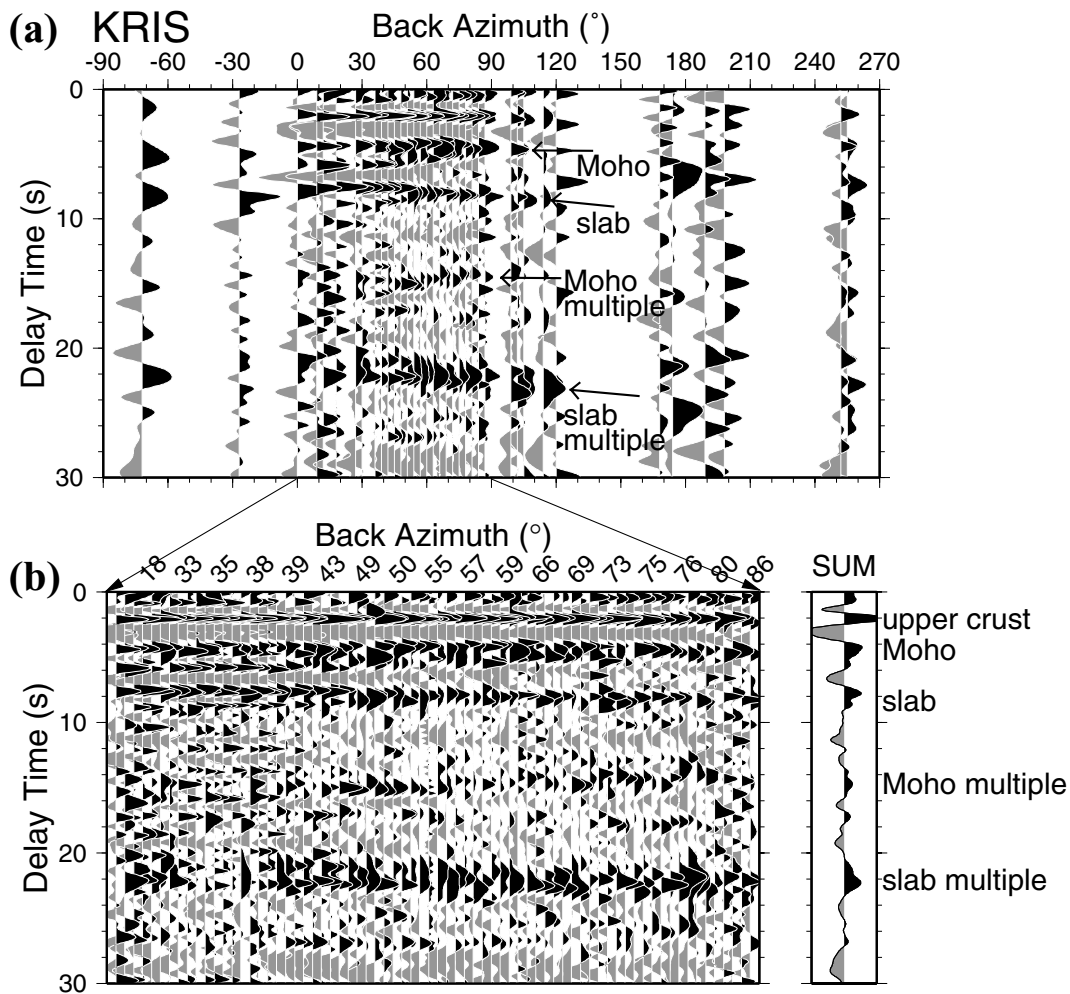 (a) KRIS Back Azimuth (°)
-90 -60 -30 0 30 60 90 120 150 180 210 250 270
0
10
20
30
Delay Time (s)
Moho
slab
Moho
multiple
slab
multiple
(b) Back Azimuth (°)
18 33 35 38 39 43 49 50 55 57 59 66 69 73 75 76 80 86
SUM
0
10
20
30
Delay Time (s)
upper crust
Moho
slab
Moho multiple
slab multiple